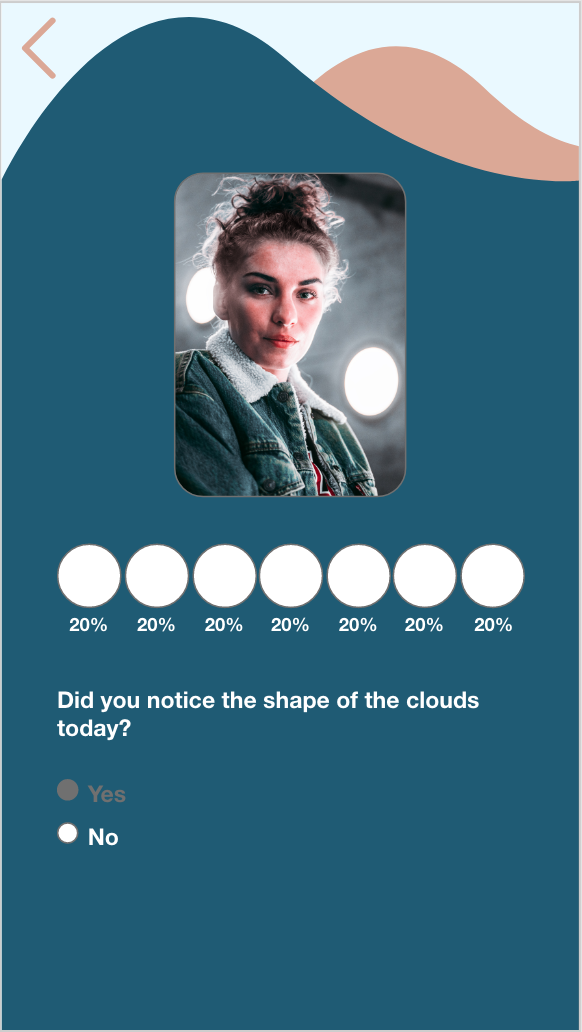 20% 20% 20% 20% 20% 20% 20%
Did you notice the shape of the clouds
today?
Yes
No